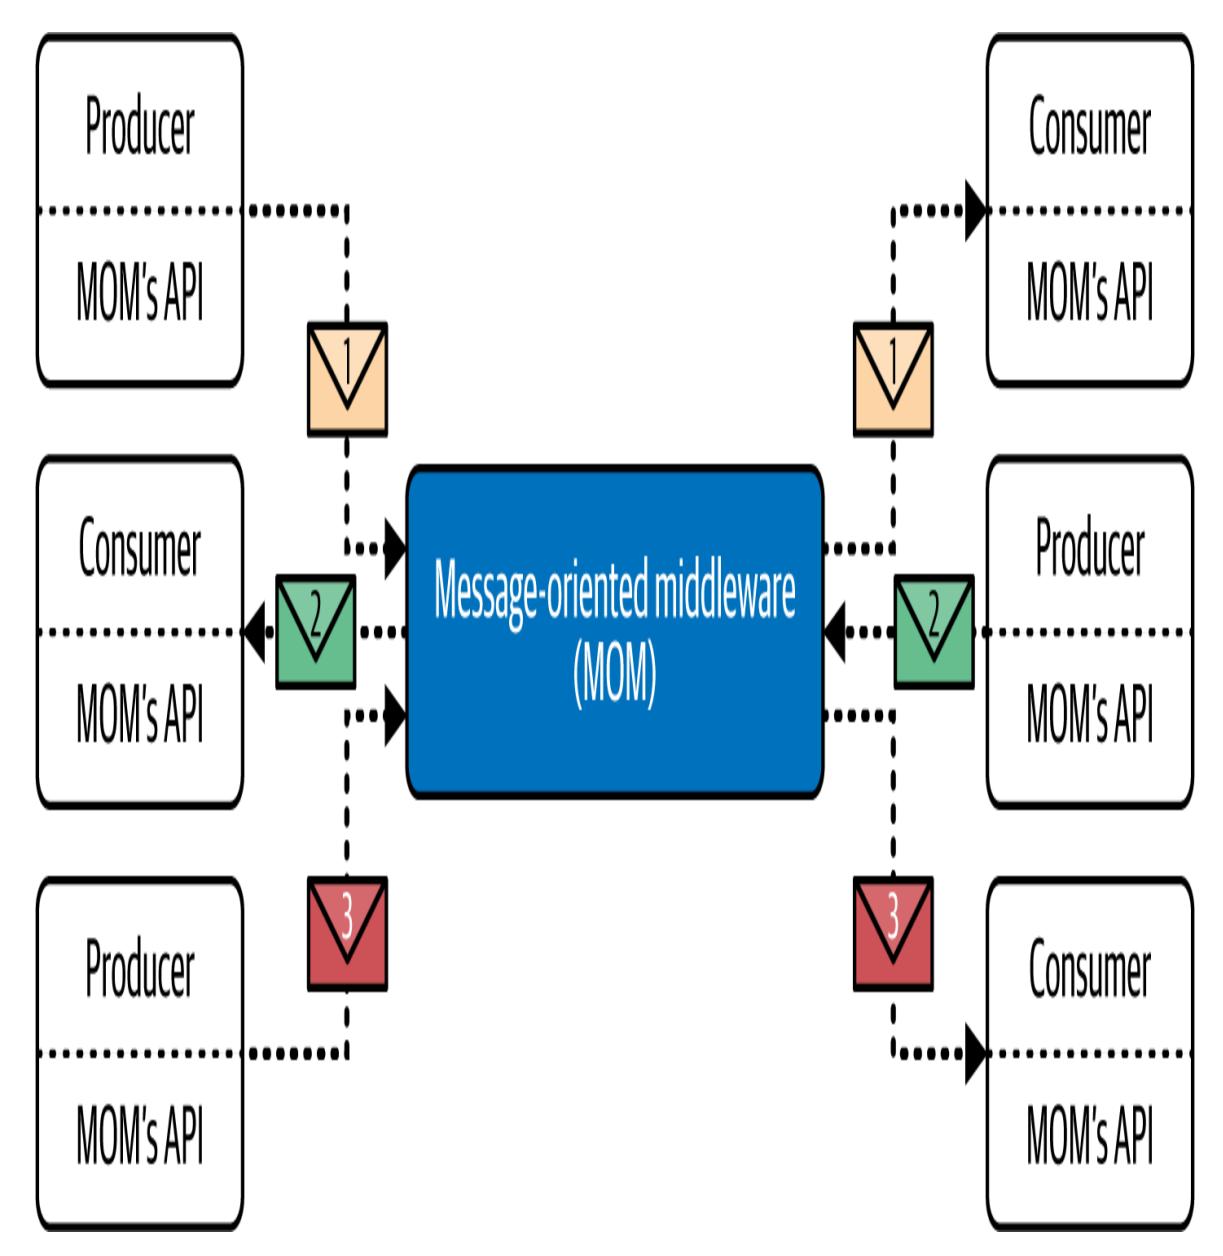 Producer
MOM's API
Consumer
MOM's API
1
1
Consumer
MOM's API
2
Message-oriented middleware
(MOM)
2
Producer
MOM's API
Producer
MOM's API
3
3
Consumer
MOM's API